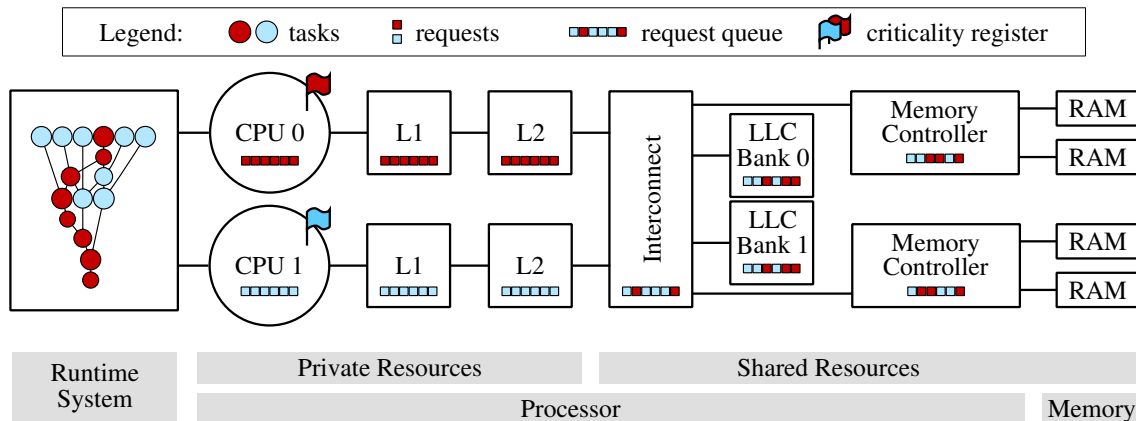 Legend:
tasks
requests
request queue
criticality register
CPU 0
L1
L2
Interconnect
LLC
Bank 0
Memory
Controller
RAM
RAM
CPU 1
L1
L2
LLC
Bank 1
Memory
Controller
RAM
RAM
Runtime
System
Private Resources
Shared Resources
Processor
Memory